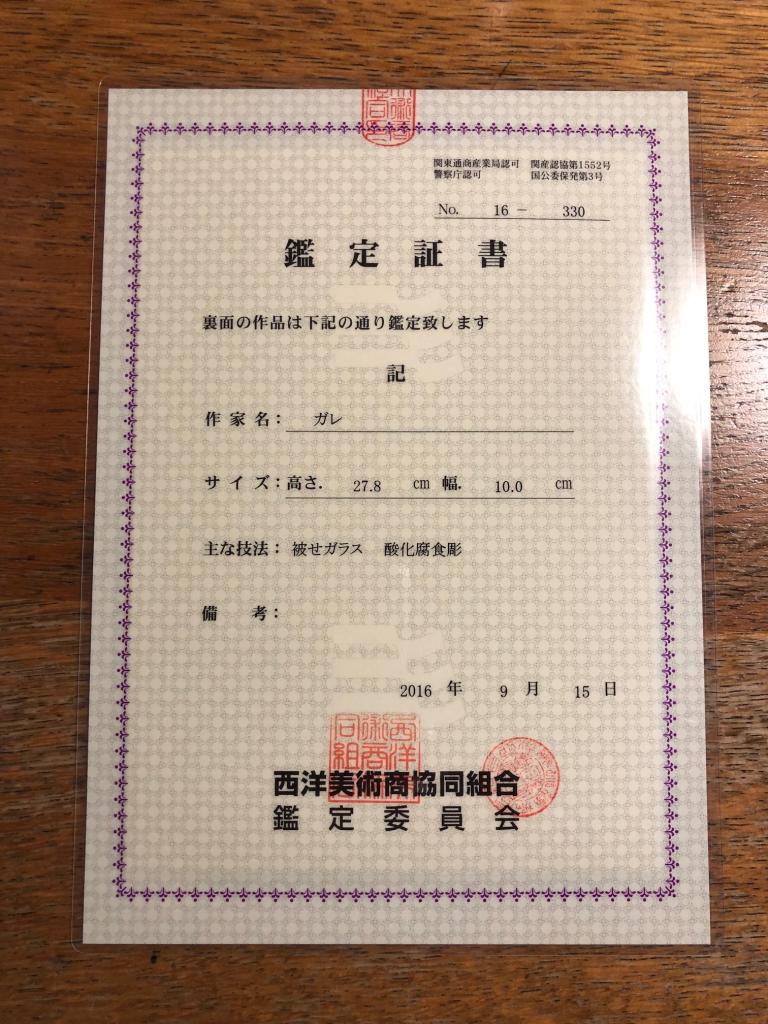 関東通商産業局認可 関産認協第1552号
警察庁認可 国公委保発第3号
No. 16 - 330
鑑定証書
裏面の作品は下記の通り鑑定致します
記
作家名： ガレ
サイズ：高さ. 27.8 cm 幅. 10.0 cm
主な技法： 被せガラス 酸化腐食彫
備考：
2016 年 9 月 15 日
西洋美術商協同組合
鑑定委員会